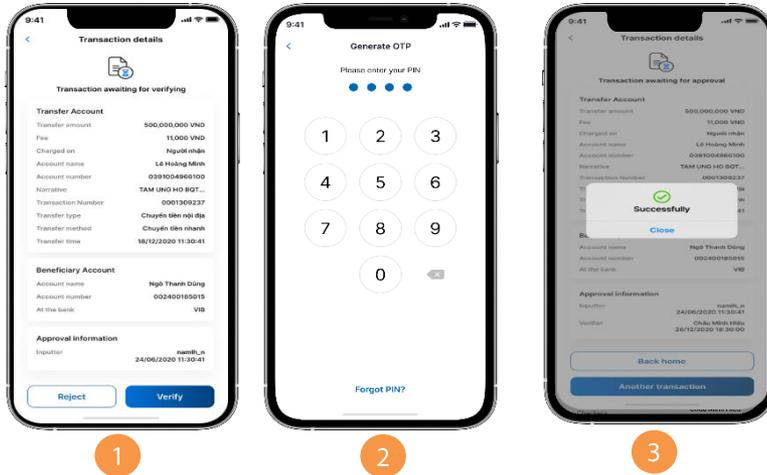 9:41
Transaction details
Transaction awaiting for verifying
Transfer Account
Transfer amount 500,000,000 VND
Fee 11,000 VND
Charged on Người nhận
Account name Lê Hoàng Minh
Account number 0391004960100
Narrative TAM UNG HO BQT...
Transaction Number 0001309237
Transfer type Chuyển tiền nội địa
Transfer method Chuyển tiền nhanh
Transfer time 18/12/2020 11:30:41
Beneficiary Account
Account name Ngô Thanh Dũng
Account number 002400185015
At the bank VIB
Approval information
Inputter namih_n
24/06/2020 11:30:41
Reject Verify
1
9:41
Generate OTP
Please enter your PIN
1 2 3
4 5 6
7 8 9
0
Forgot PIN?
2
9:41
Transaction details
Transaction awaiting for approval
Transfer Account
Transfer amount 500,000,000 VND
Fee 11,000 VND
Charged on Người nhận
Account name Lê Hoàng Minh
Account number 0391004960100
Narrative TAM UNG HO BQT...
Transaction Number 0001309237
Successfully
Close
Account name Ngô Thanh Dũng
Account number 002400185015
At the bank VIB
Approval information
Inputter namih_n
24/06/2020 11:30:41
Verifier Châu Minh Hiếu
26/12/2020 18:30:00
Back home
Another transaction
3